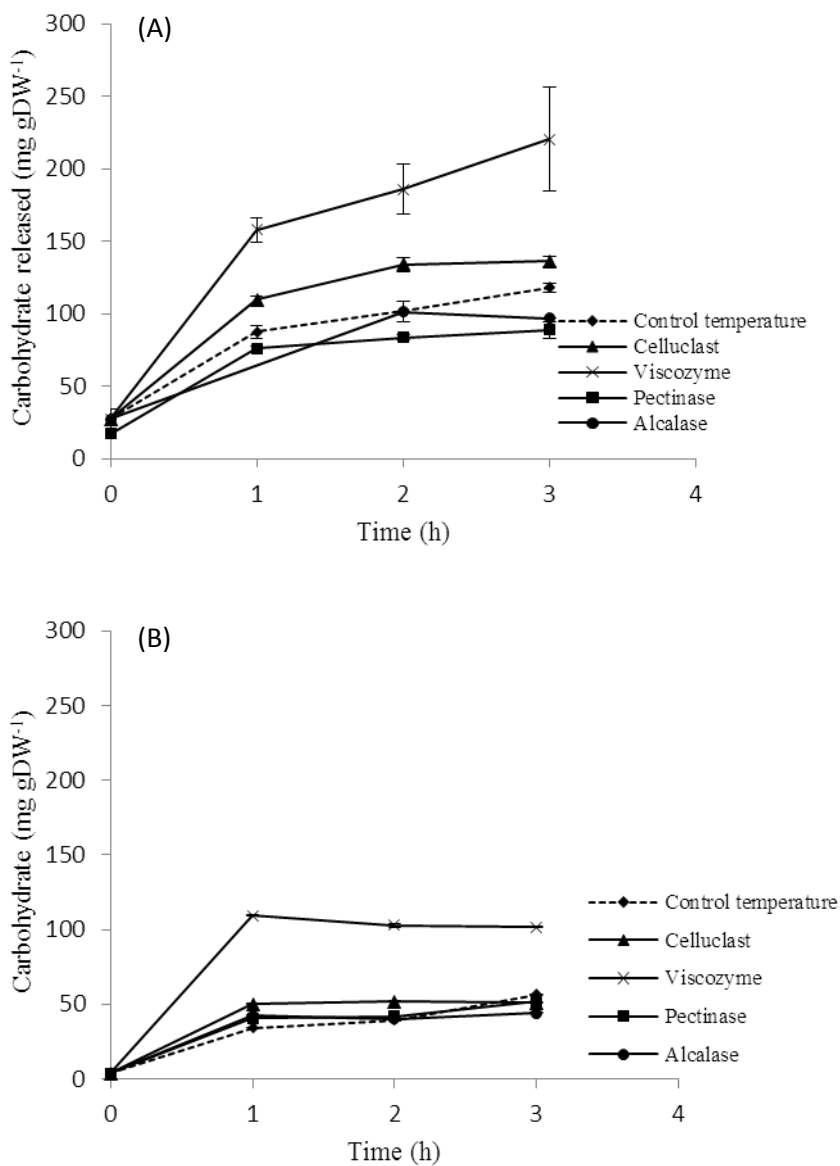 (A)
Carbohydrate released (mg gDW-1)
300
250
200
150
100
50
0
0 1 2 3 4
Time (h)
Control temperature
Celluclast
Viscozyme
Pectinase
Alcalase
(B)
Carbohydrate (mg gDW-1)
300
250
200
150
100
50
0
0 1 2 3 4
Time (h)
Control temperature
Celluclast
Viscozyme
Pectinase
Alcalase